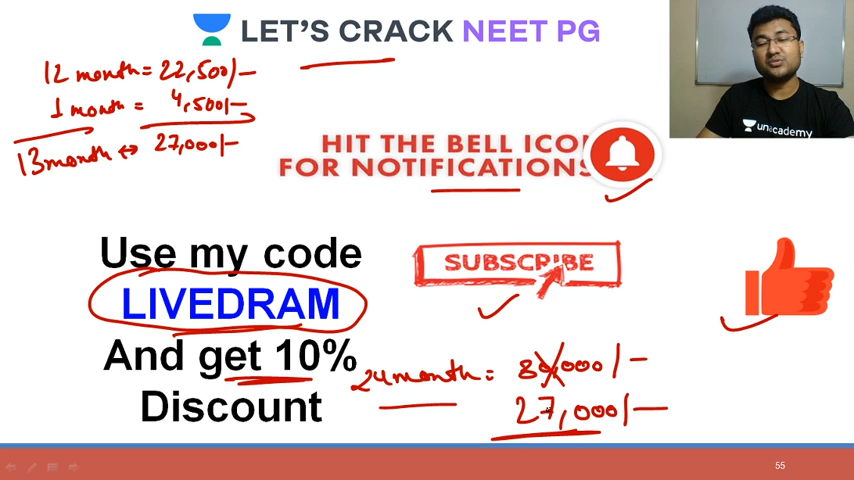 LET'S CRACK NEET PG
12 month = 22,500/-
1 month = 4,500/-
13 month ↔ 27,000/-
HIT THE BELL ICON
FOR NOTIFICATIONS
unacademy
Use my code
LIVEDRAM
And get 10%
Discount
SUBSCRIBE
24 month = 80,000/-
27,000/-
55